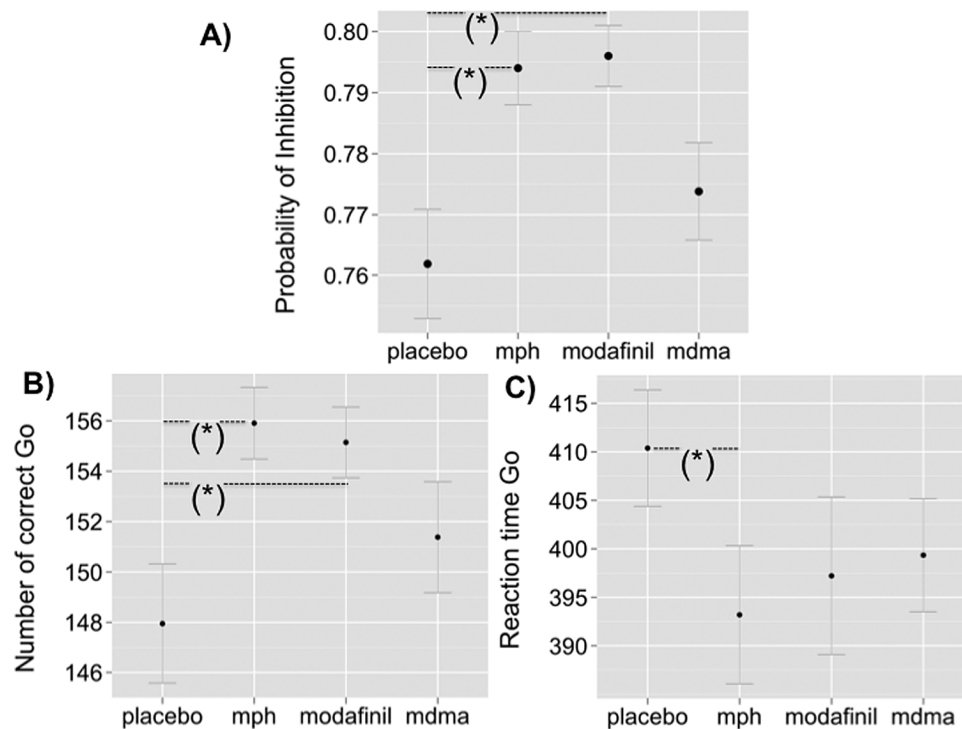 A)
Probability of Inhibition
0.80
0.79
0.78
0.77
0.76
(*)
(*)
placebo mph modafinil mdma
B)
Number of correct Go
156
154
152
150
148
146
(*)
(*)
placebo mph modafinil mdma
C)
Reaction time Go
415
410
405
400
395
390
(*)
placebo mph modafinil mdma